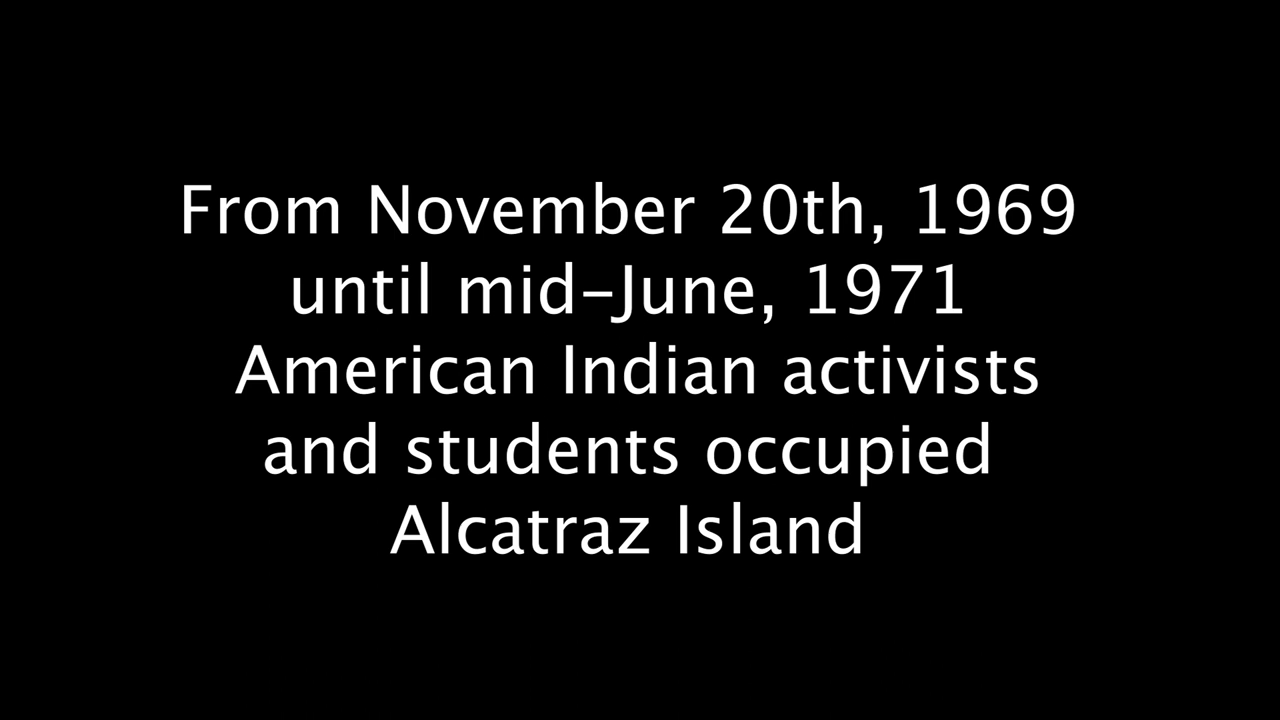 From November 20th, 1969
until mid-June, 1971
American Indian activists
and students occupied
Alcatraz Island